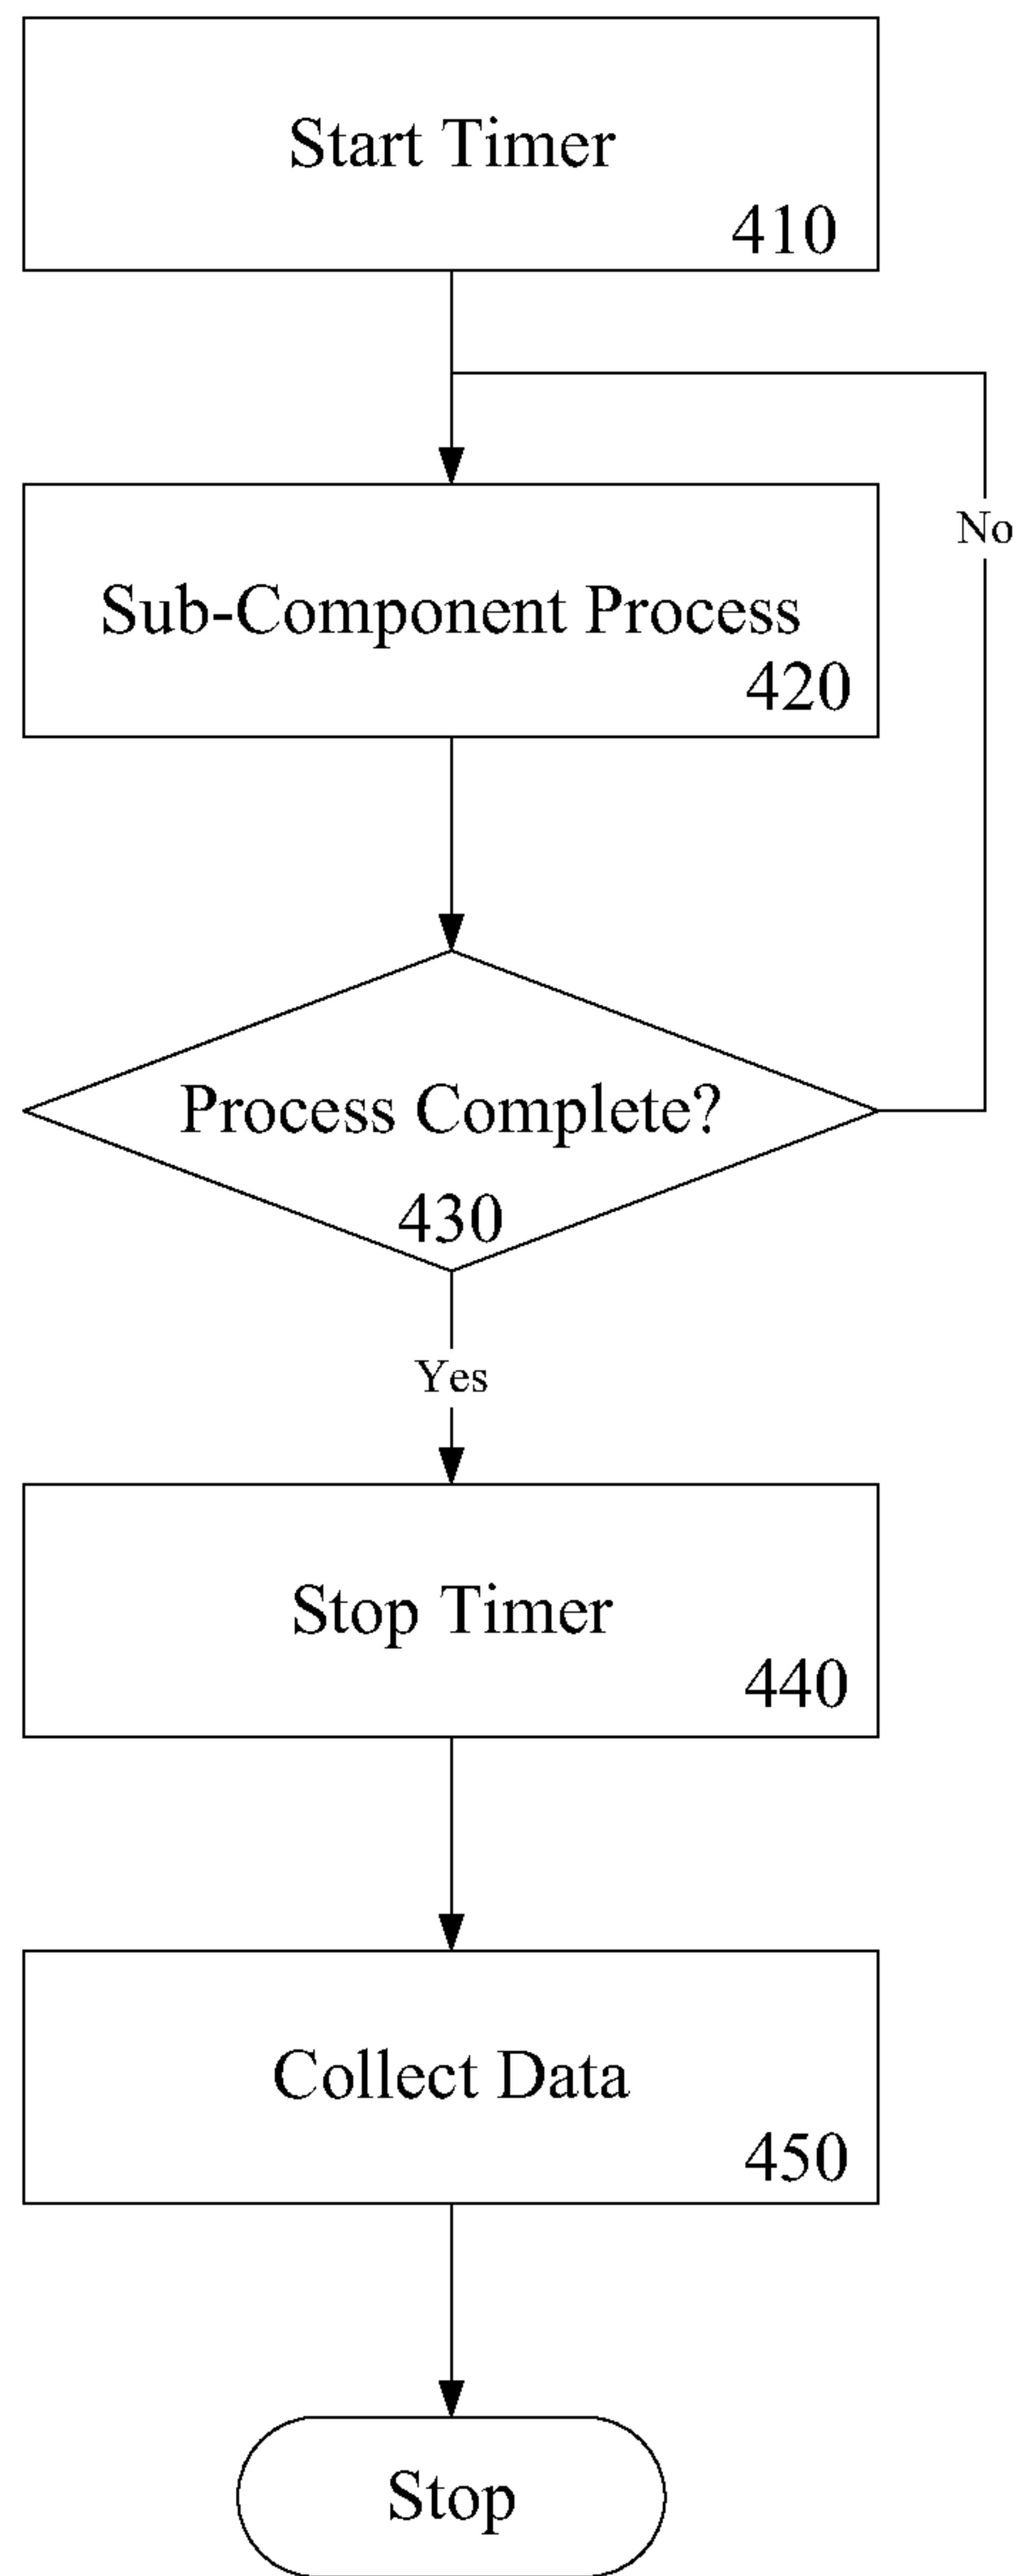 Start Timer
410
No
Sub-Component Process
420
Process Complete?
430
Yes
Stop Timer
440
Collect Data
450
Stop